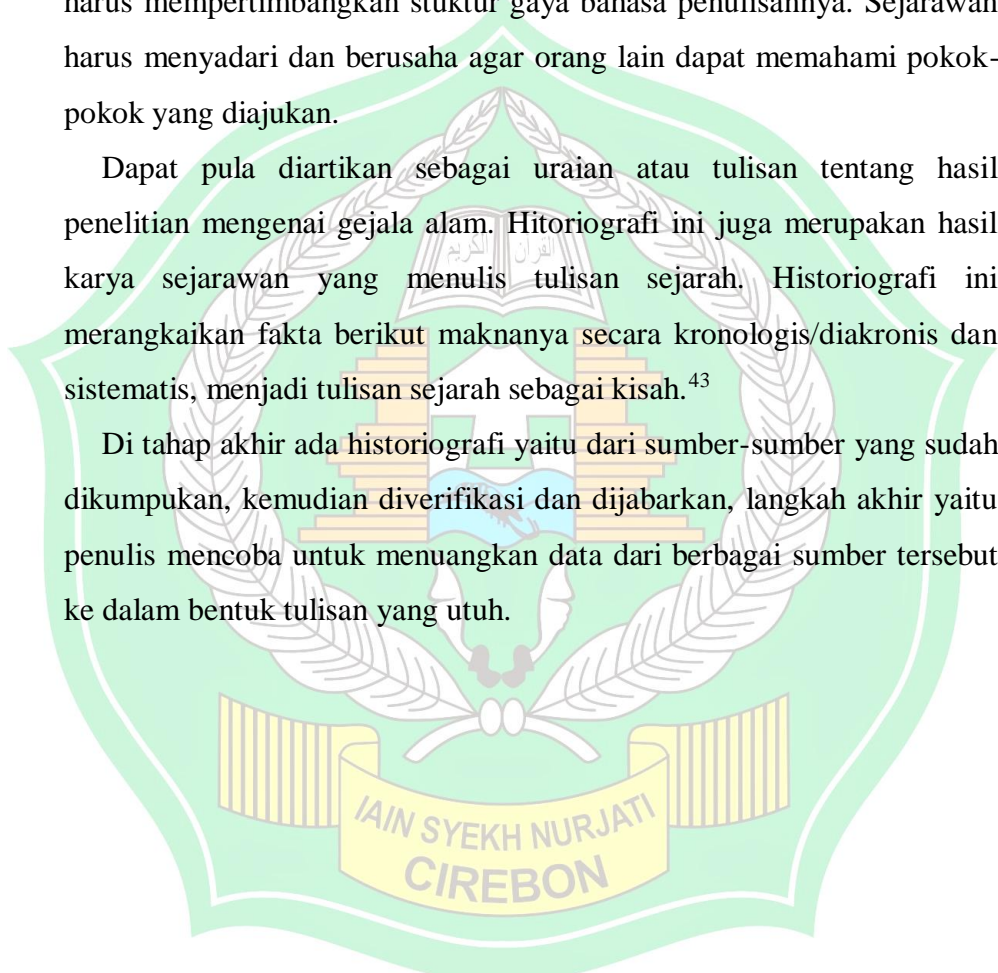 harus mempertimbangkan stuktur gaya bahasa penulisannya. Sejarawan
harus menyadari dan berusaha agar orang lain dapat memahami pokok-
pokok yang diajukan.
Dapat pula diartikan sebagai uraian atau tulisan tentang hasil
penelitian mengenai gejala alam. Hitoriografi ini juga merupakan hasil
karya sejarawan yang menulis tulisan sejarah. Historiografi ini
merangkaikan fakta berikut maknanya secara kronologis/diakronis dan
sistematis, menjadi tulisan sejarah sebagai kisah.43
Di tahap akhir ada historiografi yaitu dari sumber-sumber yang sudah
dikumpukan, kemudian diverifikasi dan dijabarkan, langkah akhir yaitu
penulis mencoba untuk menuangkan data dari berbagai sumber tersebut
ke dalam bentuk tulisan yang utuh.
القرآن الكريم
IAIN SYEKH NURJATI
CIREBON